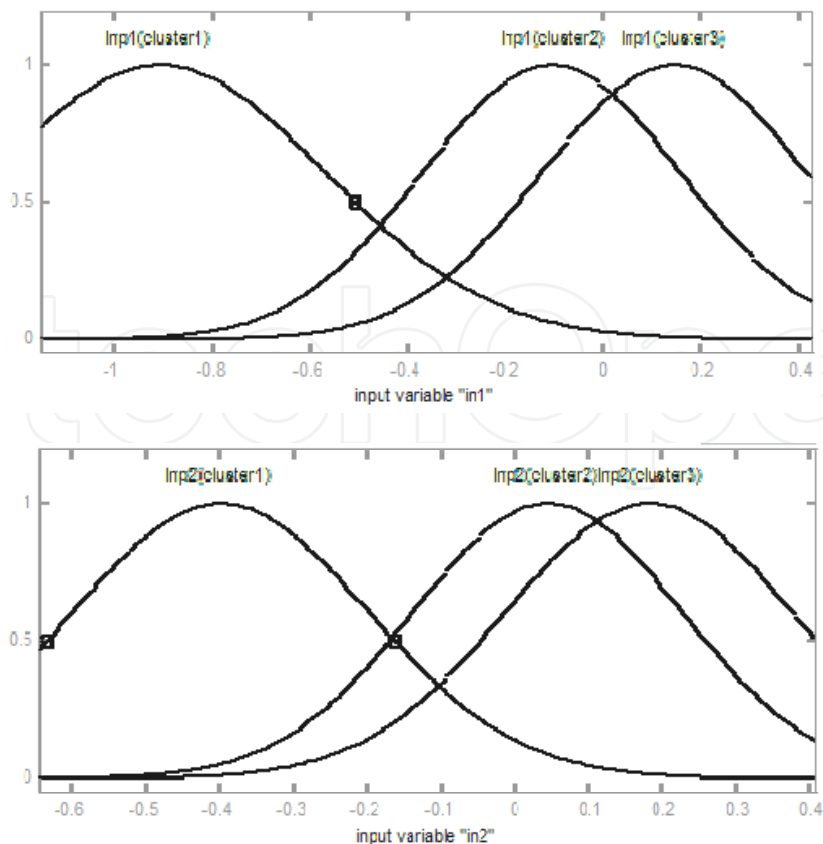 Inp1(cluster1) Inp1(cluster2) Inp1(cluster3)
1
0.5
0
-1 -0.8 -0.6 -0.4 -0.2 0 0.2 0.4
input variable "in1"
Inp2(cluster1) Inp2(cluster2) Inp2(cluster3)
1
0.5
0
-0.6 -0.5 -0.4 -0.3 -0.2 -0.1 0 0.1 0.2 0.3 0.4
input variable "in2"